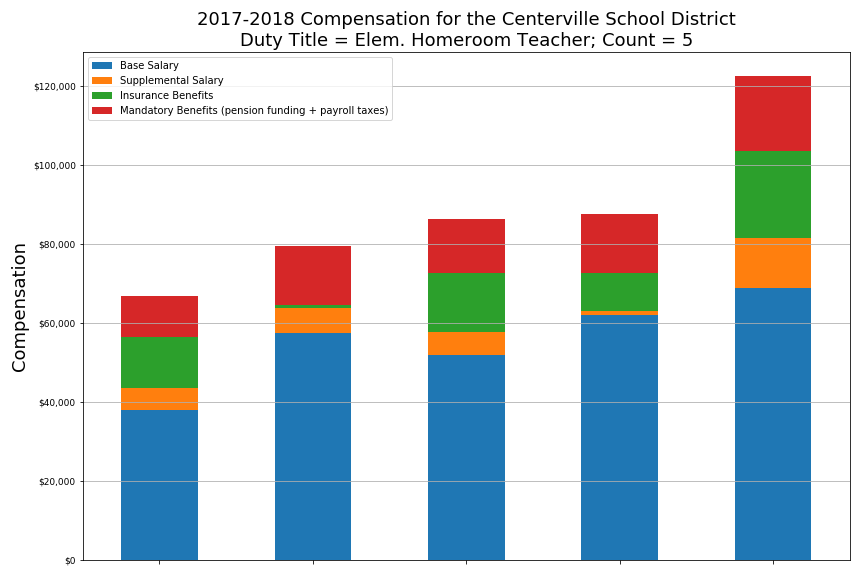 2017-2018 Compensation for the Centerville School District
Duty Title = Elem. Homeroom Teacher; Count = 5
Base Salary
Supplemental Salary
Insurance Benefits
Mandatory Benefits (pension funding + payroll taxes)
$120,000
$100,000
$80,000
$60,000
$40,000
$20,000
$0
Compensation